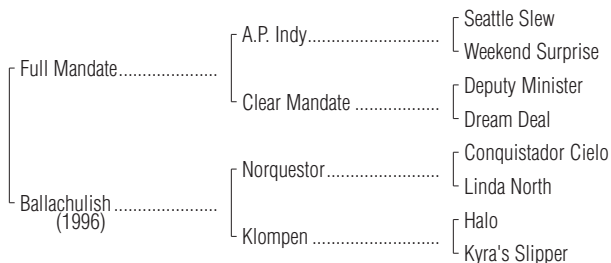 Seattle Slew
A.P. Indy........................................
Weekend Surprise
Full Mandate.....................
Deputy Minister
Clear Mandate ..................
Dream Deal
Conquistador Cielo
Norquestor........................
Linda North
Ballachulish......................
(1996)
Halo
Klompen ...........................
Kyra's Slipper